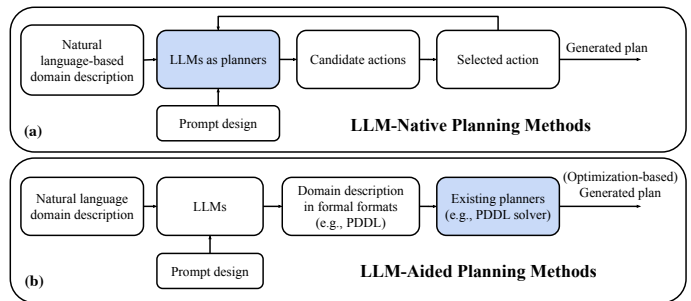 Natural
language-based
domain description
LLMs as planners
Candidate actions
Selected action
Generated plan
Prompt design
(a)
LLM-Native Planning Methods
Natural language
domain description
LLMs
Domain description
in formal formats
(e.g., PDDL)
Existing planners
(e.g., PDDL solver)
(Optimization-based)
Generated plan
Prompt design
(b)
LLM-Aided Planning Methods